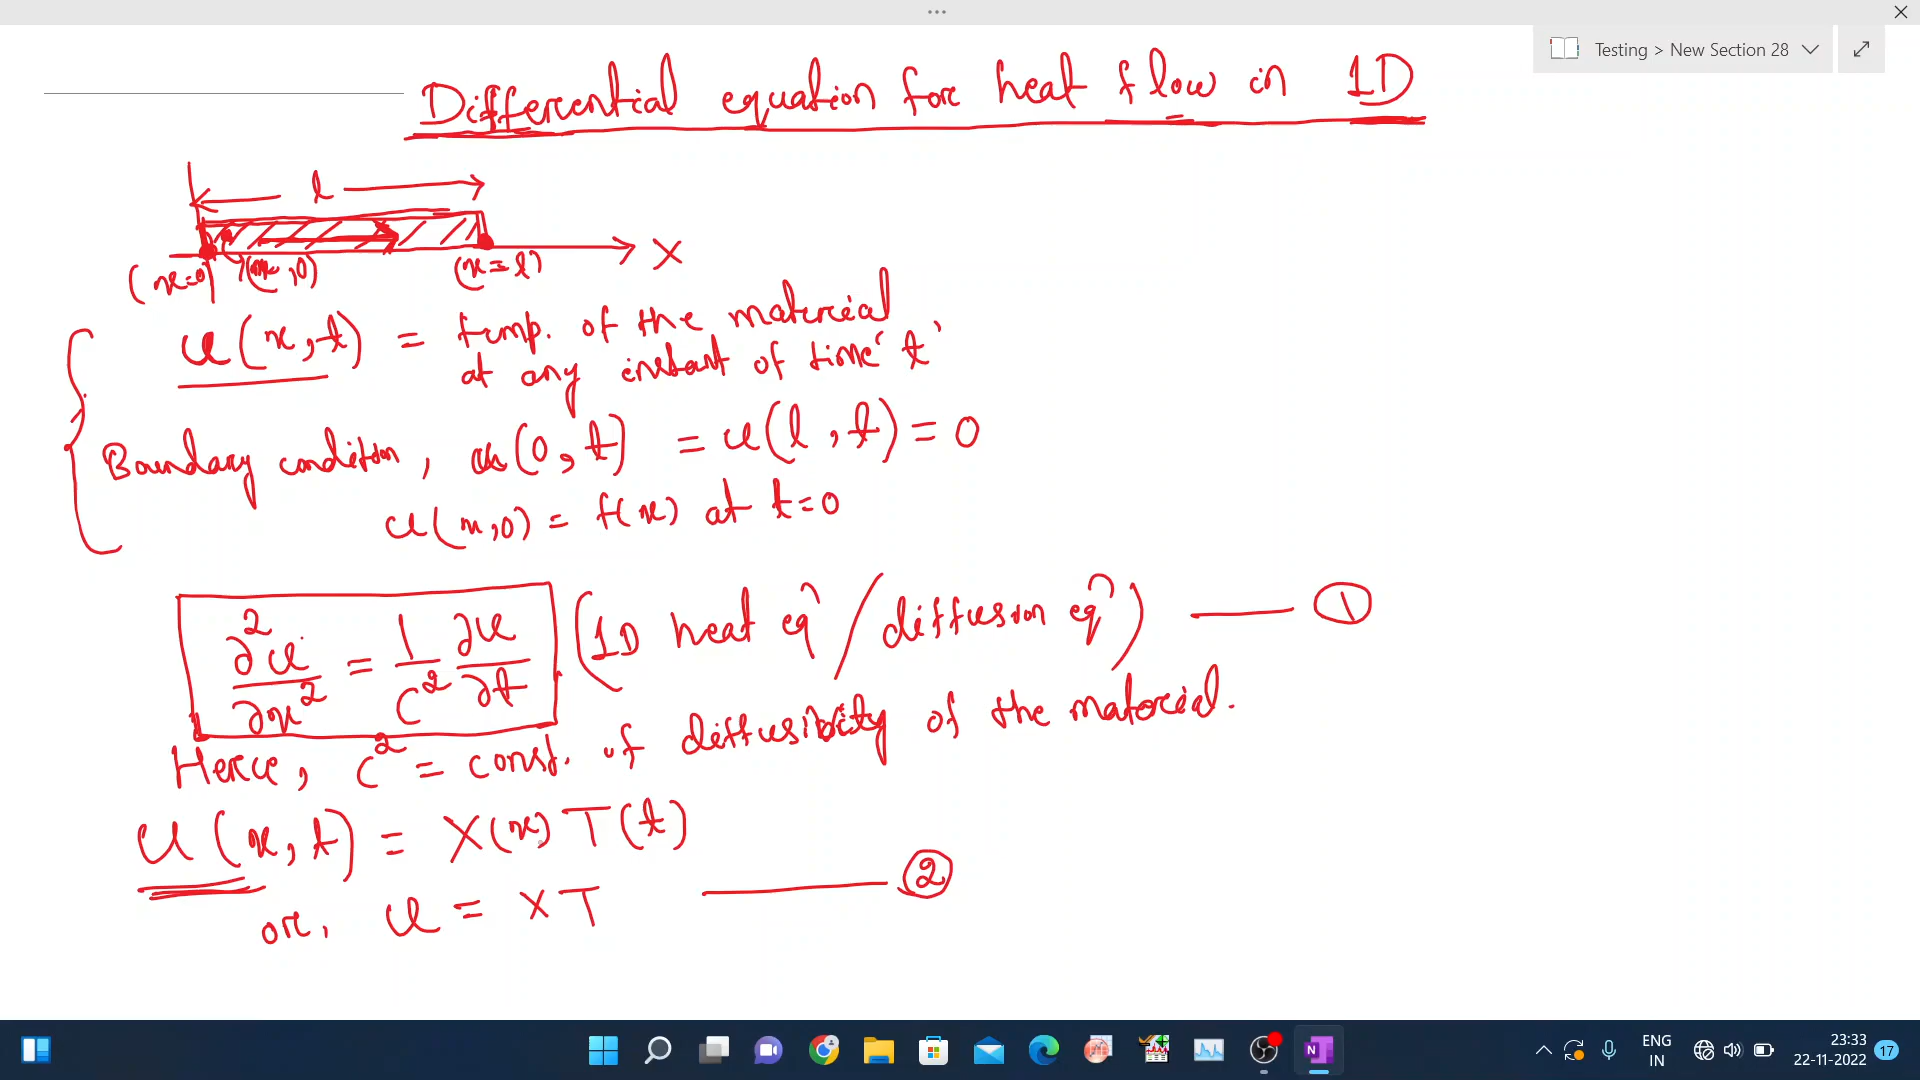 Testing > New Section 28
Differential equation for heat flow in 1D
l
X
(x=0) (x=l)
u(x,t) = temp. of the material
at any instant of time 't'
Boundary condition, u(0,t) = u(l,t) = 0
u(x,0) = f(x) at t=0
∂²u/∂x² = 1/c² ∂u/∂t (1D heat eqⁿ/diffusion eqⁿ) —— ①
Here, c² = const. of diffusibity of the material.
u(x,t) = X(x)T(t)
or, u = XT —— ②
ENG
IN
23:33
22-11-2022
17